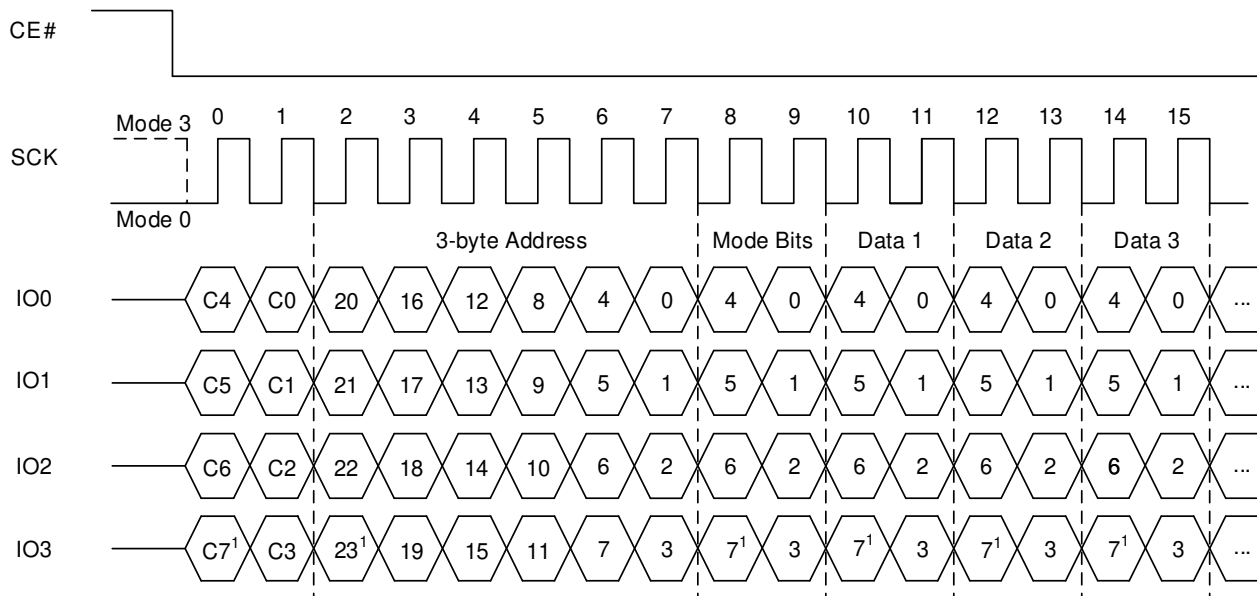 CE#
0 1 2 3 4 5 6 7 8 9 10 11 12 13 14 15
Mode 3
SCK
Mode 0
3-byte Address Mode Bits Data 1 Data 2 Data 3
IO0 C4 C0 20 16 12 8 4 0 4 0 4 0 4 0 4 0 ...
IO1 C5 C1 21 17 13 9 5 1 5 1 5 1 5 1 5 1 ...
IO2 C6 C2 22 18 14 10 6 2 6 2 6 2 6 2 6 2 ...
IO3 C7¹ C3 23¹ 19 15 11 7 3 7¹ 3 7¹ 3 7¹ 3 7¹ 3 ...